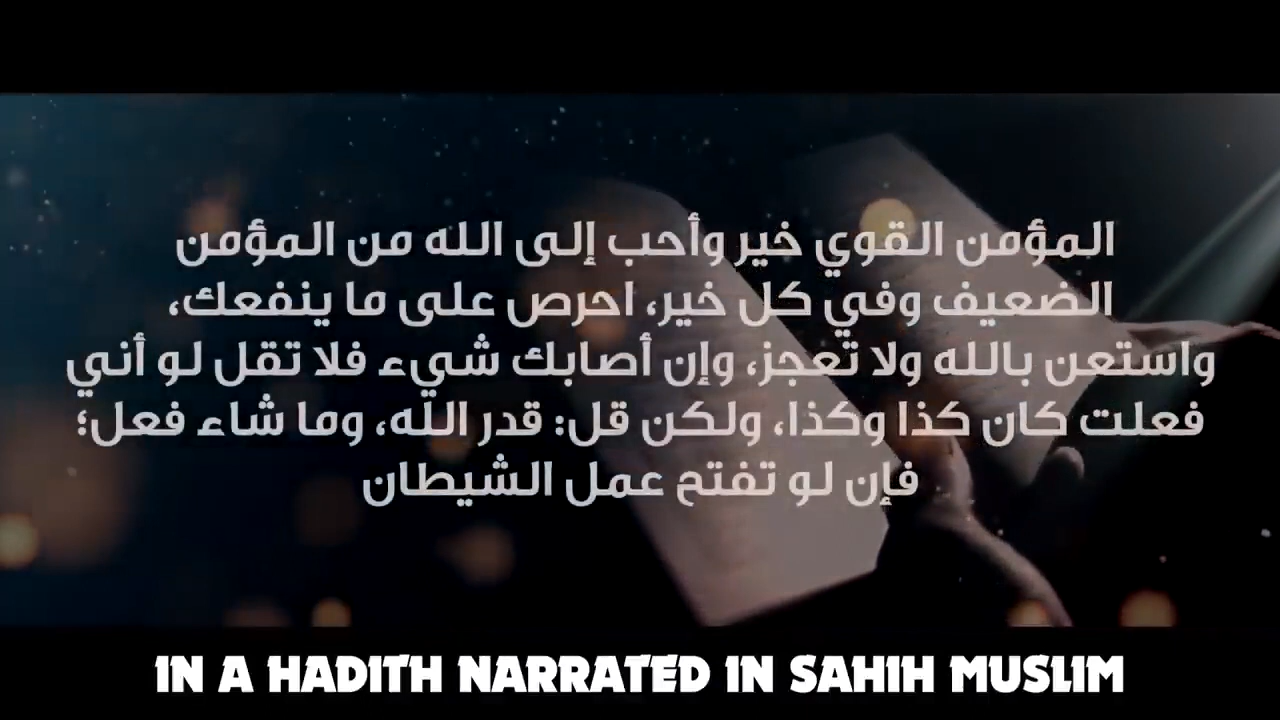 المؤمن القوي خير وأحب إلى الله من المؤمن
الضعيف وفي كل خير، احرص على ما ينفعك،
واستعن بالله ولا تعجز، وإن أصابك شيء فلا تقل لو أني
فعلت كان كذا وكذا، ولكن قل: قدر الله، وما شاء فعل؛
فإن لو تفتح عمل الشيطان
IN A HADITH NARRATED IN SAHIH MUSLIM